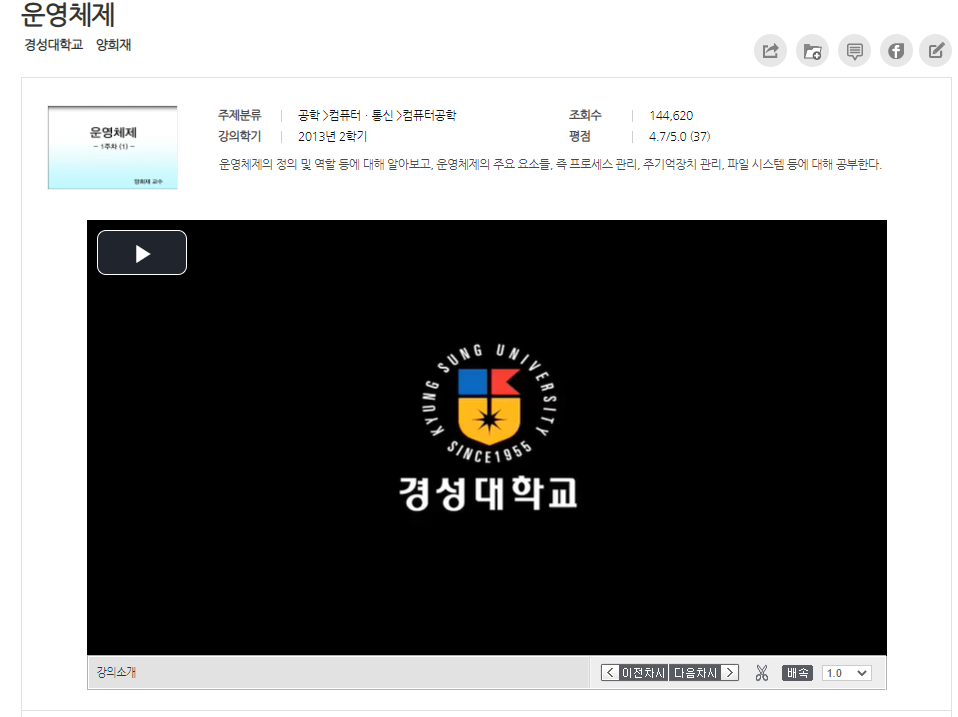 운영체제
경성대학교 양희재
운영체제
- 1주차 (1) -
양희재 교수
주제분류 | 공학 >컴퓨터ㆍ통신 >컴퓨터공학
조회수 | 144,620
강의학기 | 2013년 2학기
평점 | 4.7/5.0 (37)
운영체제의 정의 및 역할 등에 대해 알아보고, 운영체제의 주요 요소들, 즉 프로세스 관리, 주기억장치 관리, 파일 시스템 등에 대해 공부한다.
KYUNG SUNG UNIVERSITY
SINCE1955
경성대학교
강의소개
< 이전차시 다음차시 >
배속
1.0